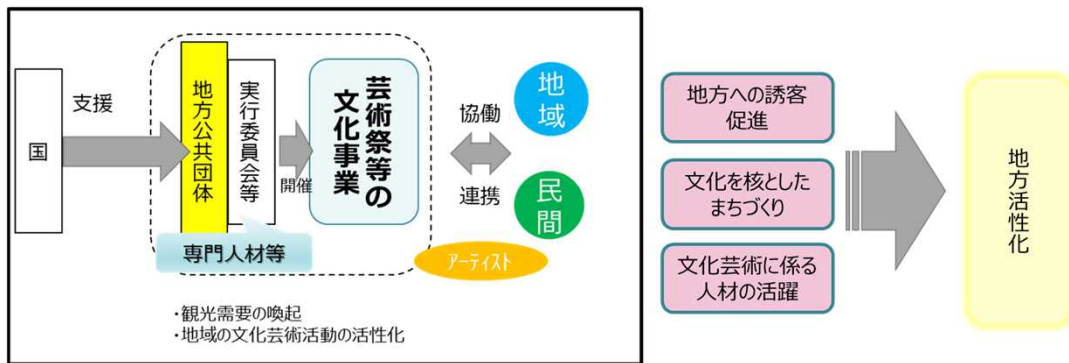 国
支援
地方公共団体
実行委員会等
開催
芸術祭等の
文化事業
専門人材等
協働
連携
地域
民間
アーティスト
・観光需要の喚起
・地域の文化芸術活動の活性化
地方への誘客
促進
文化を核とした
まちづくり
文化芸術に係る
人材の活躍
地方活性化